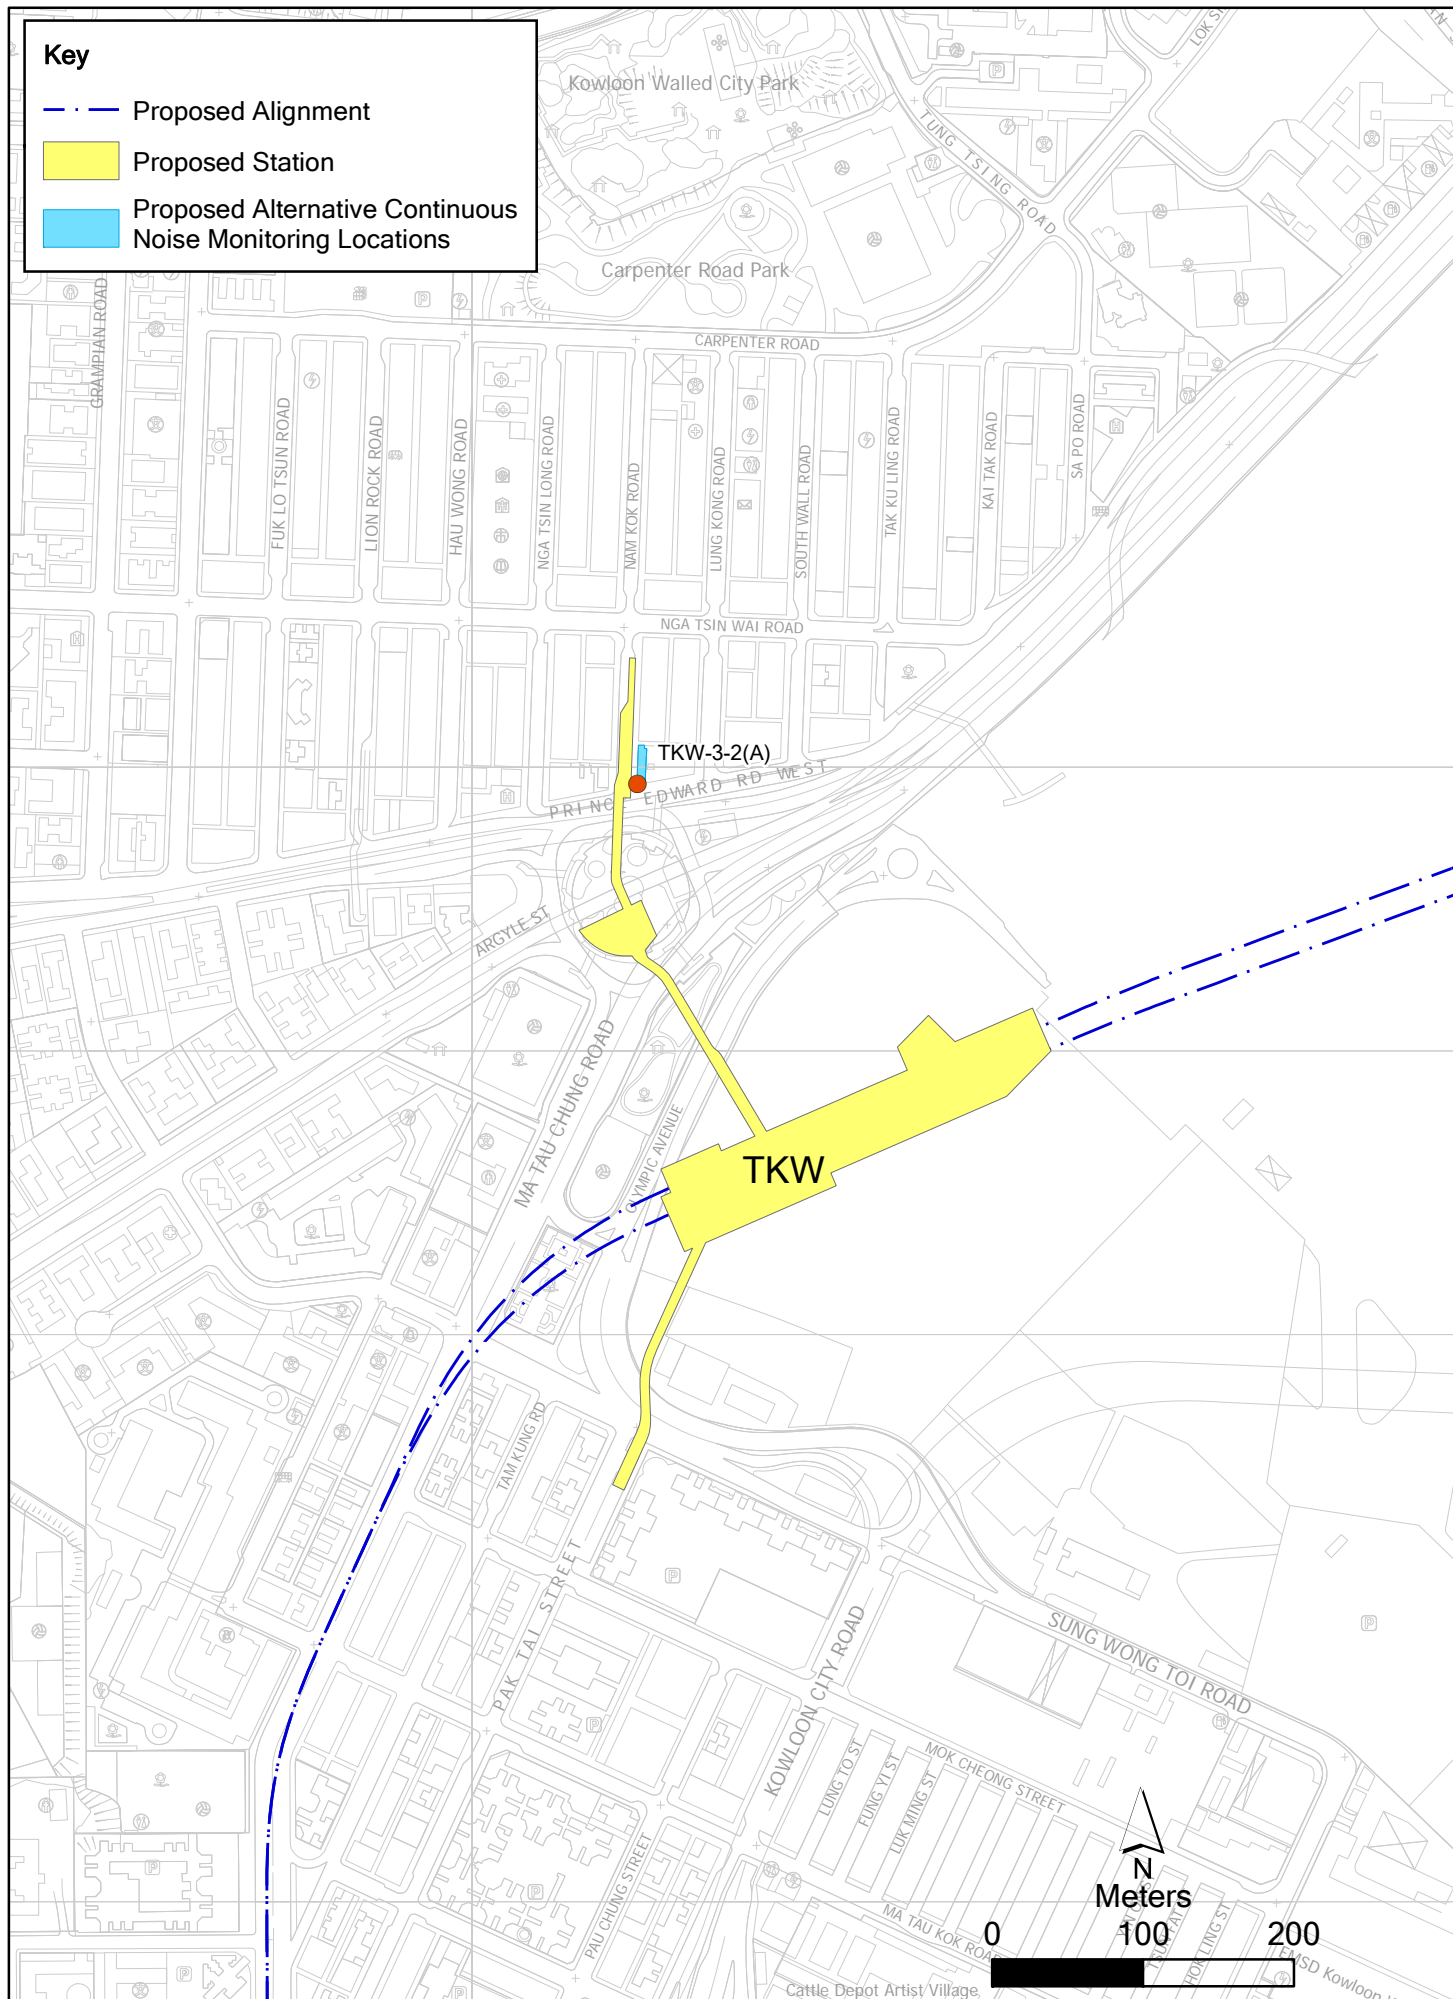 Key
Proposed Alignment
Proposed Station
Proposed Alternative Continuous
Noise Monitoring Locations
Kowloon Walled City Park
LOK S
TUNG TSING ROAD
Carpenter Road Park
GRAMPIAN ROAD
CARPENTER ROAD
FUK LO TSUN ROAD
LION ROCK ROAD
HAU WONG ROAD
NGA TSIN LONG ROAD
NAM KOK ROAD
LUNG KONG ROAD
SOUTH WALL ROAD
TAK KU LING ROAD
KAI TAK ROAD
SA PO ROAD
NGA TSIN WAI ROAD
TKW-3-2(A)
PRINCE EDWARD RD WEST
ARGYLE ST
MA TAU CHUNG ROAD
OLYMPIC AVENUE
TKW
TAM KUNG RD
PAK TAI STREET
KOWLOON CITY ROAD
SUNG WONG TOI ROAD
LUNG TO ST
FUNG YI ST
LUK MING ST
MOK CHEONG STREET
PAU CHUNG STREET
MA TAU KOK ROAD
HOK LING ST
EMSD Kowloon
Cattle Depot Artist Village
N
Meters
0 100 200